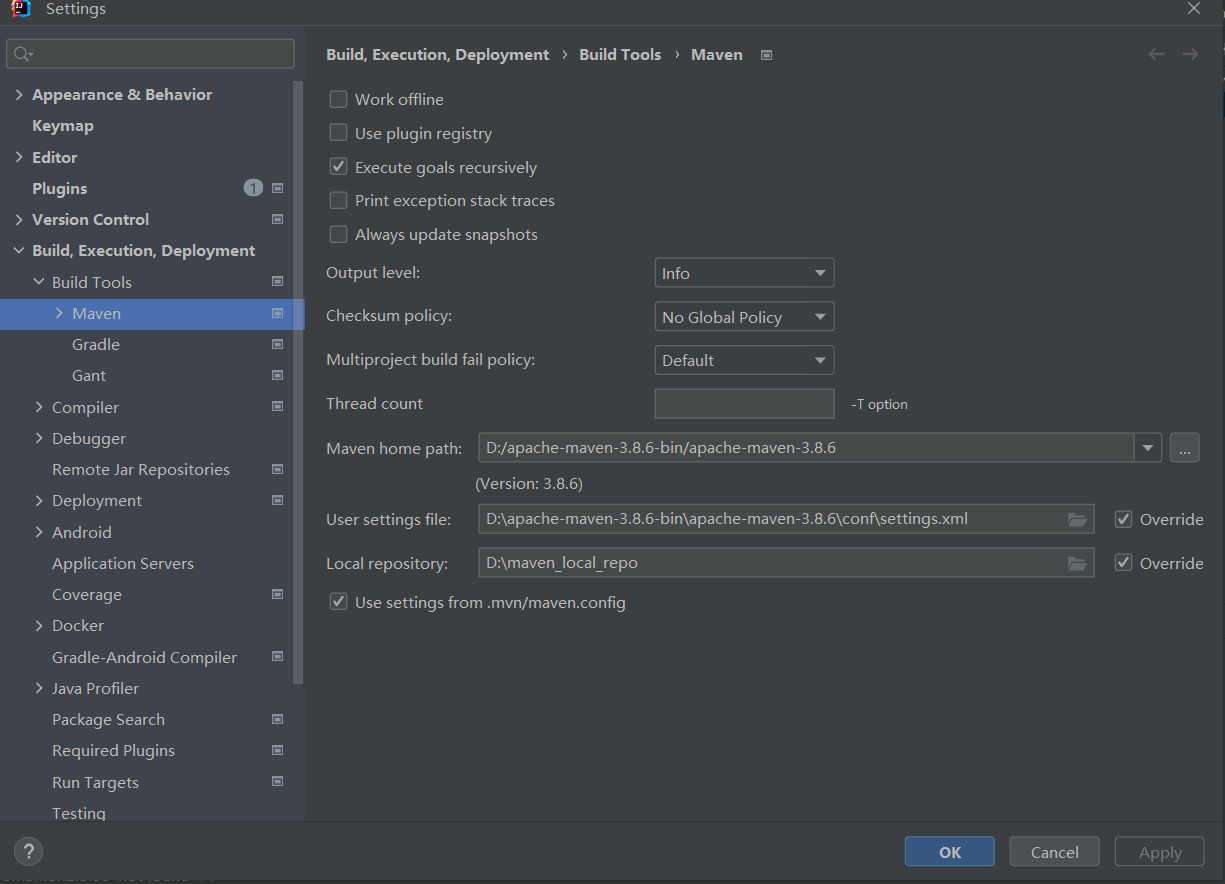 Settings
Appearance & Behavior
Keymap
Editor
Plugins 1
Version Control
Build, Execution, Deployment
Build Tools
Maven
Gradle
Gant
Compiler
Debugger
Remote Jar Repositories
Deployment
Android
Application Servers
Coverage
Docker
Gradle-Android Compiler
Java Profiler
Package Search
Required Plugins
Run Targets
Testing
Build, Execution, Deployment › Build Tools › Maven
Work offline
Use plugin registry
Execute goals recursively
Print exception stack traces
Always update snapshots
Output level: Info
Checksum policy: No Global Policy
Multiproject build fail policy: Default
Thread count -T option
Maven home path: D:/apache-maven-3.8.6-bin/apache-maven-3.8.6 ...
(Version: 3.8.6)
User settings file: D:\apache-maven-3.8.6-bin\apache-maven-3.8.6\conf\settings.xml Override
Local repository: D:\maven_local_repo Override
Use settings from .mvn/maven.config
? OK Cancel Apply